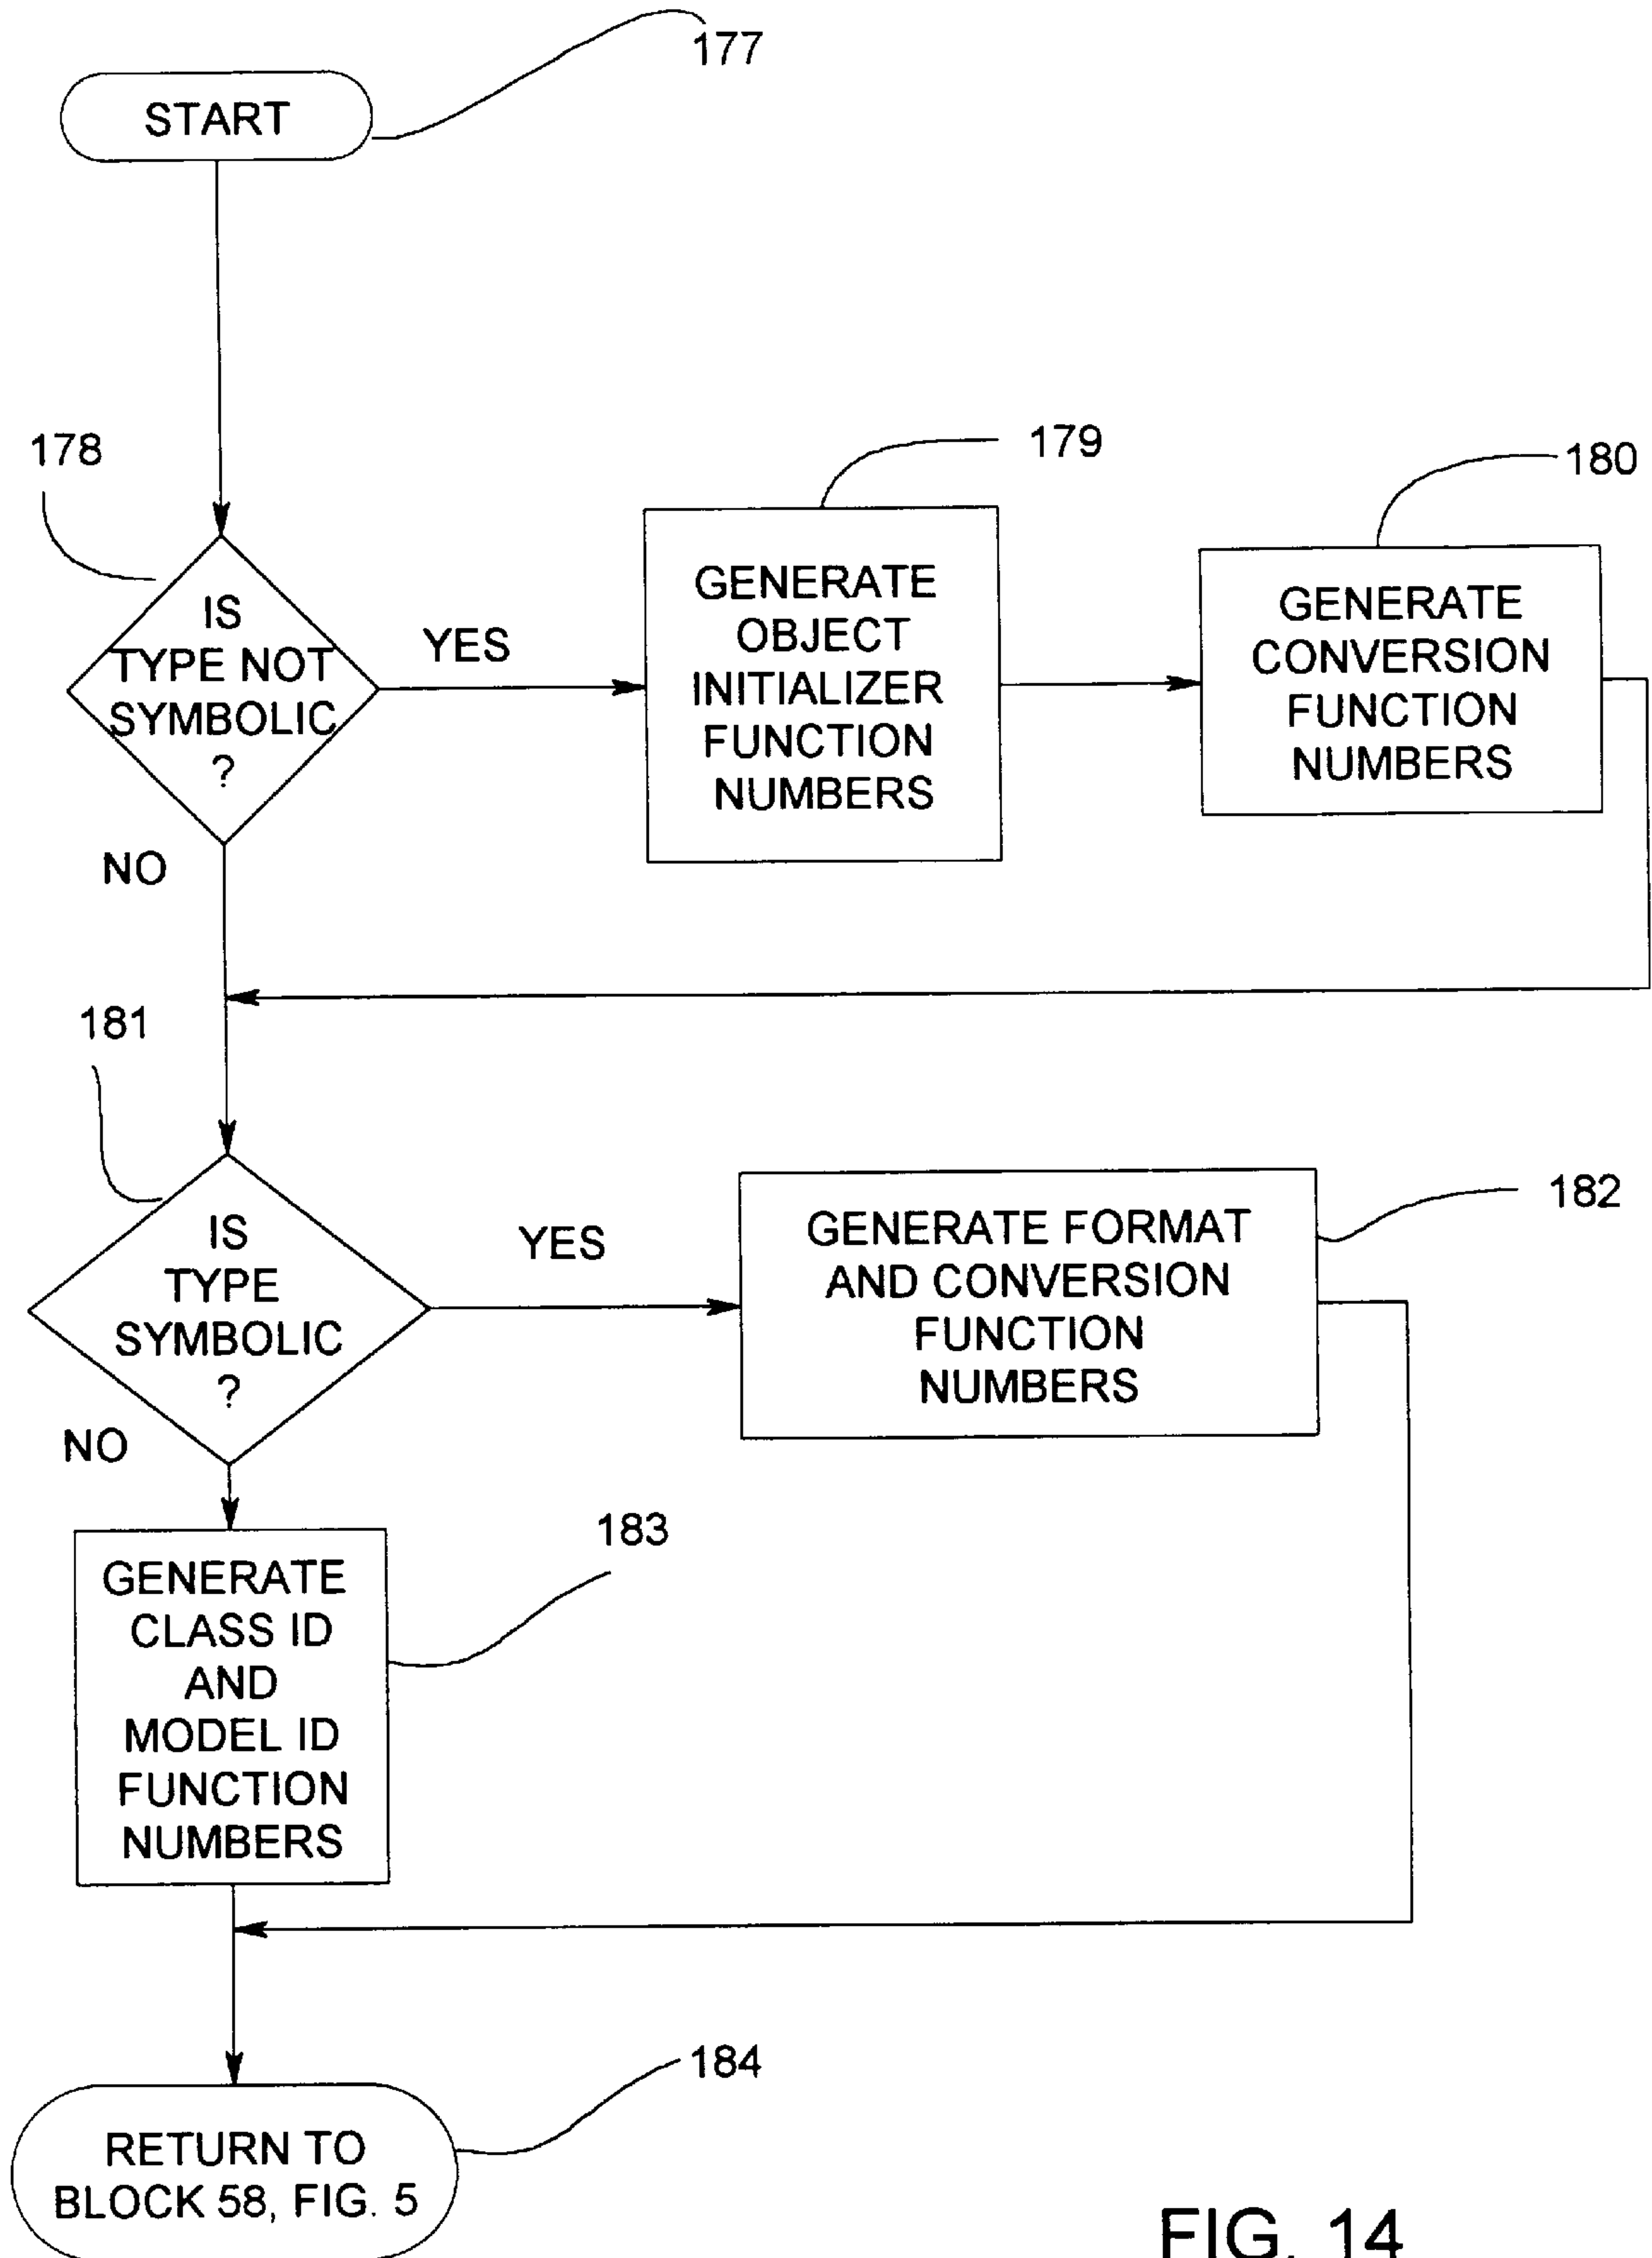 177
START
178
179
180
IS
TYPE NOT
SYMBOLIC
?
YES
GENERATE
OBJECT
INITIALIZER
FUNCTION
NUMBERS
GENERATE
CONVERSION
FUNCTION
NUMBERS
NO
181
IS
TYPE
SYMBOLIC
?
YES
GENERATE FORMAT
AND CONVERSION
FUNCTION
NUMBERS
182
NO
183
GENERATE
CLASS ID
AND
MODEL ID
FUNCTION
NUMBERS
184
RETURN TO
BLOCK 58, FIG. 5
FIG. 14